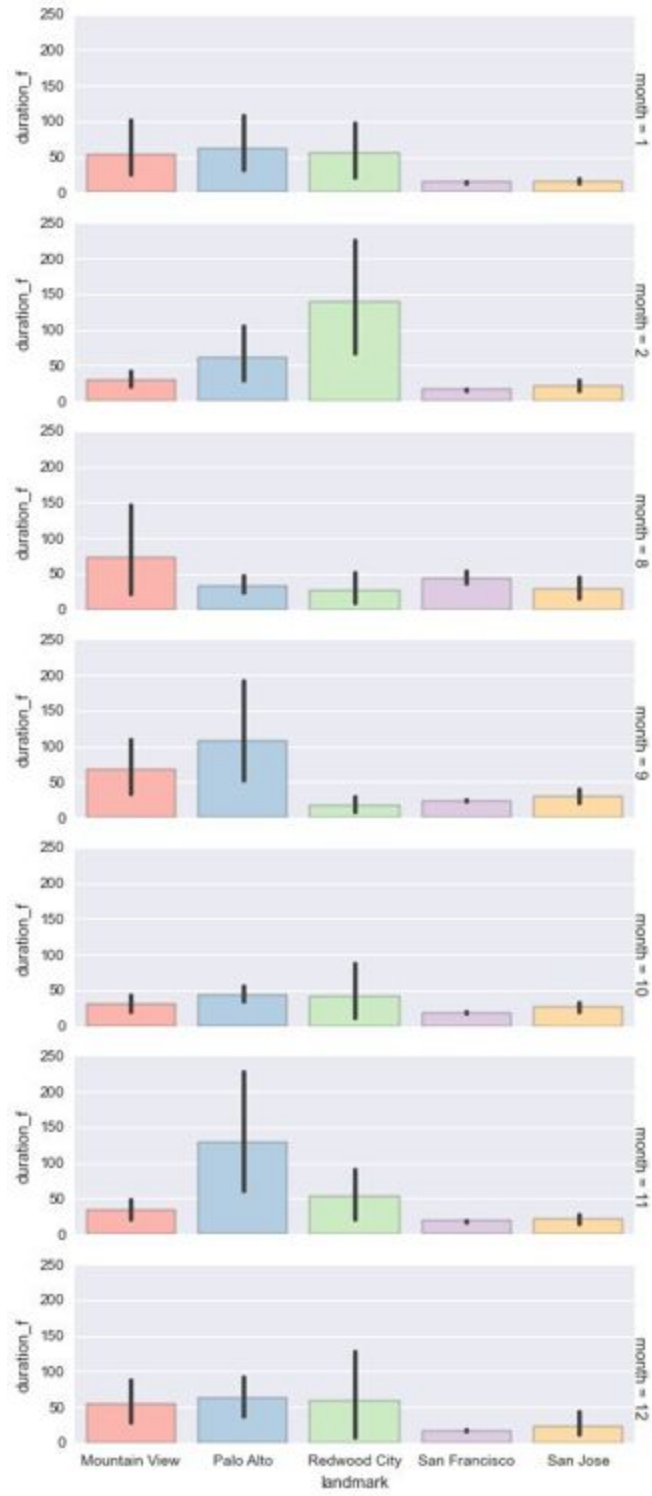 250
200
150
100
50
0
duration_f
month = 1
250
200
150
100
50
0
duration_f
month = 2
250
200
150
100
50
0
duration_f
month = 8
250
200
150
100
50
0
duration_f
month = 9
250
200
150
100
50
0
duration_f
month = 10
250
200
150
100
50
0
duration_f
month = 11
250
200
150
100
50
0
duration_f
month = 12
Mountain View Palo Alto Redwood City San Francisco San Jose
landmark